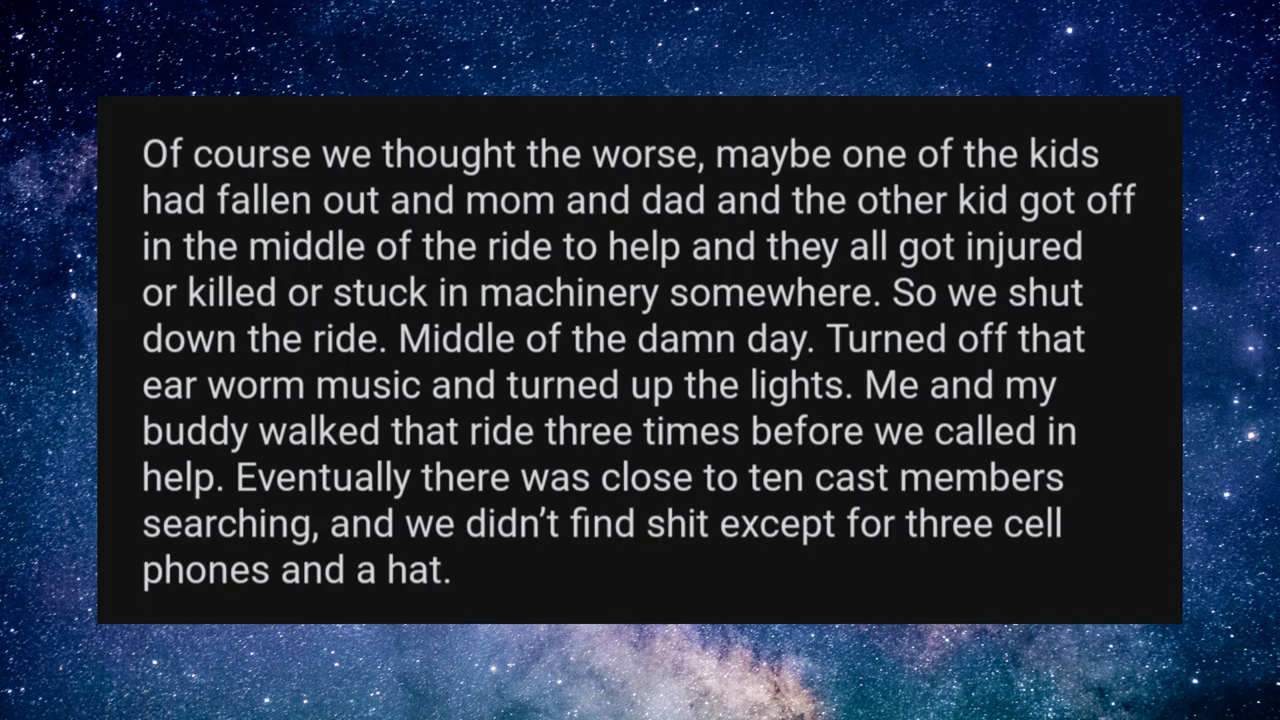 Of course we thought the worse, maybe one of the kids
had fallen out and mom and dad and the other kid got off
in the middle of the ride to help and they all got injured
or killed or stuck in machinery somewhere. So we shut
down the ride. Middle of the damn day. Turned off that
ear worm music and turned up the lights. Me and my
buddy walked that ride three times before we called in
help. Eventually there was close to ten cast members
searching, and we didn’t find shit except for three cell
phones and a hat.